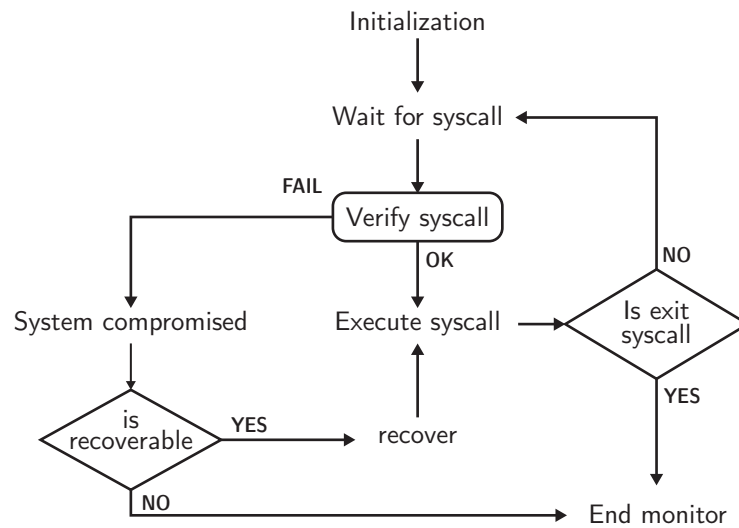 Initialization
Wait for syscall
FAIL
Verify syscall
OK
NO
System compromised
Execute syscall
Is exit
syscall
YES
is
recoverable
YES
recover
NO
End monitor